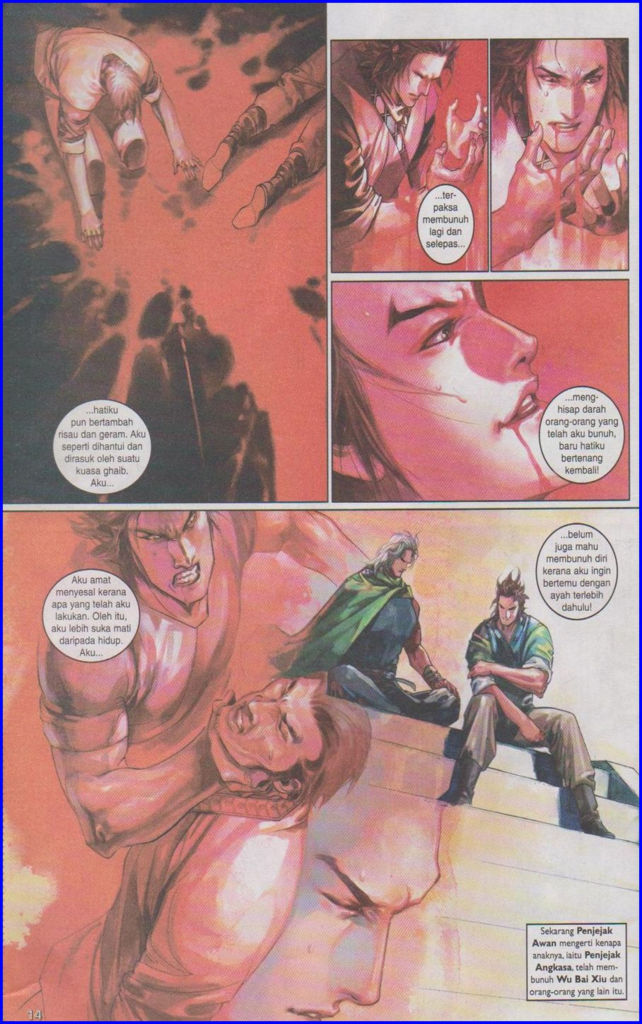 ...hatiku
pun bertambah
risau dan geram. Aku
seperti dihantui dan
dirasuk oleh suatu
kuasa ghaib.
Aku...
...ter-
paksa
membunuh
lagi dan
selepas...
...meng-
hisap darah
orang-orang yang
telah aku bunuh,
baru hatiku
bertenang
kembali!
Aku amat
menyesal kerana
apa yang telah aku
lakukan. Oleh itu,
aku lebih suka mati
daripada hidup.
Aku...
...belum
juga mahu
membunuh diri
kerana aku ingin
bertemu dengan
ayah terlebih
dahulu!
Sekarang Penjejak
Awan mengerti kenapa
anaknya, iaitu Penjejak
Angkasa, telah mem-
bunuh Wu Bai Xiu dan
orang-orang yang lain itu.
14